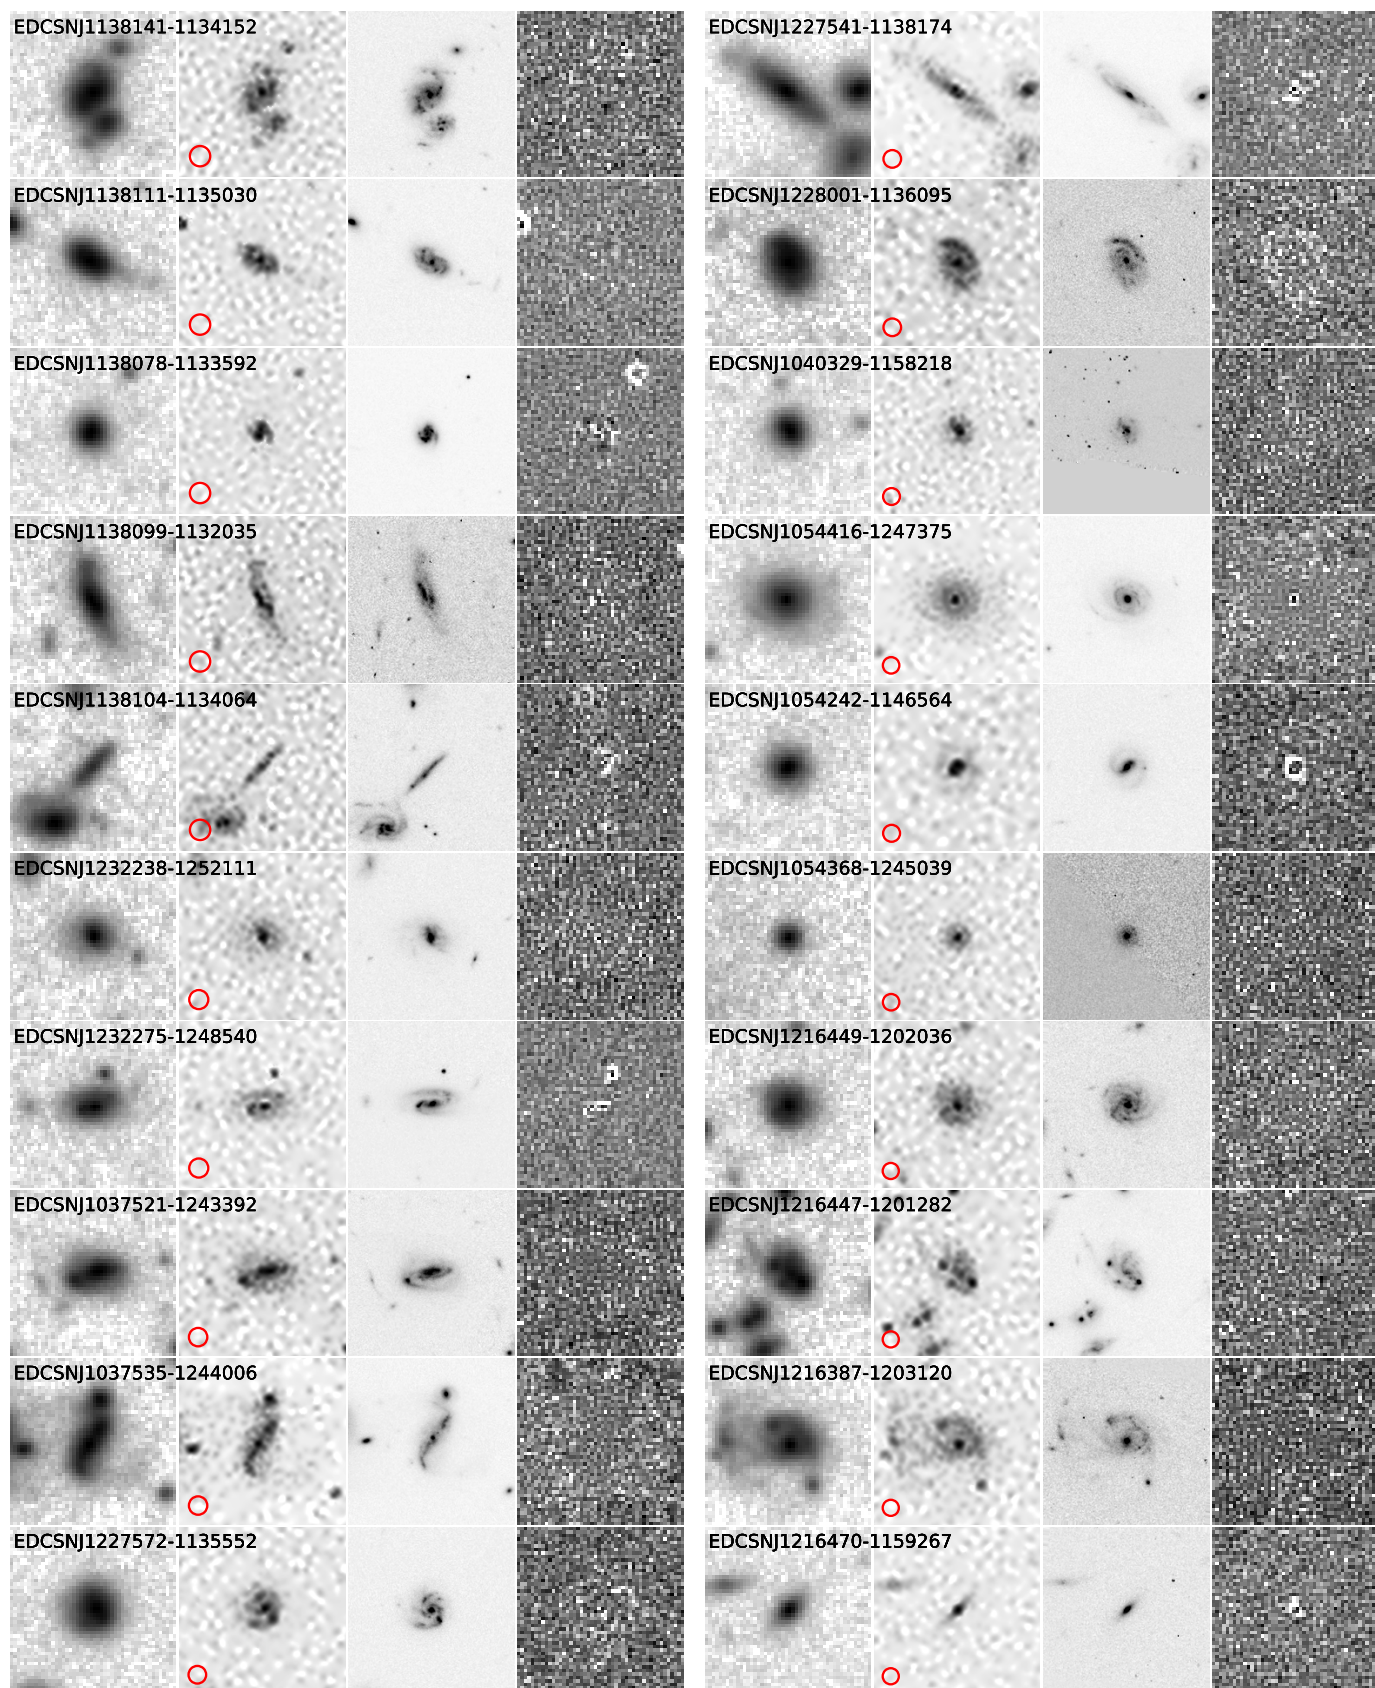 EDCSNJ1138141-1134152
EDCSNJ1138111-1135030
EDCSNJ1138078-1133592
EDCSNJ1138099-1132035
EDCSNJ1138104-1134064
EDCSNJ1232238-1252111
EDCSNJ1232275-1248540
EDCSNJ1037521-1243392
EDCSNJ1037535-1244006
EDCSNJ1227572-1135552
EDCSNJ1227541-1138174
EDCSNJ1228001-1136095
EDCSNJ1040329-1158218
EDCSNJ1054416-1247375
EDCSNJ1054242-1146564
EDCSNJ1054368-1245039
EDCSNJ1216449-1202036
EDCSNJ1216447-1201282
EDCSNJ1216387-1203120
EDCSNJ1216470-1159267